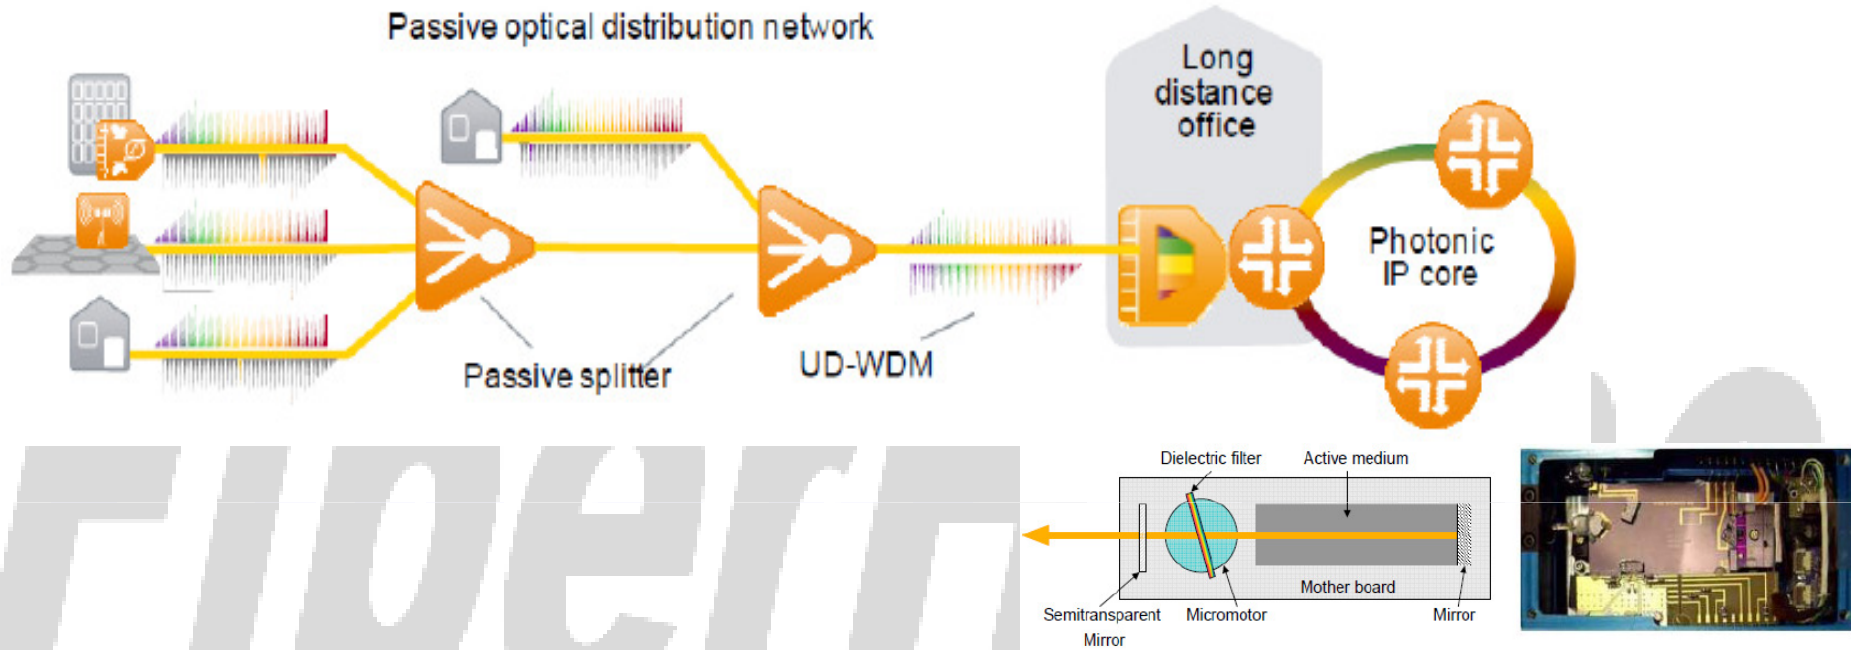 Passive optical distribution network
Long
distance
office
Photonic
IP core
Passive splitter
UD-WDM
Dielectric filter
Active medium
Mother board
Semitransparent
Mirror
Micromotor
Mirror